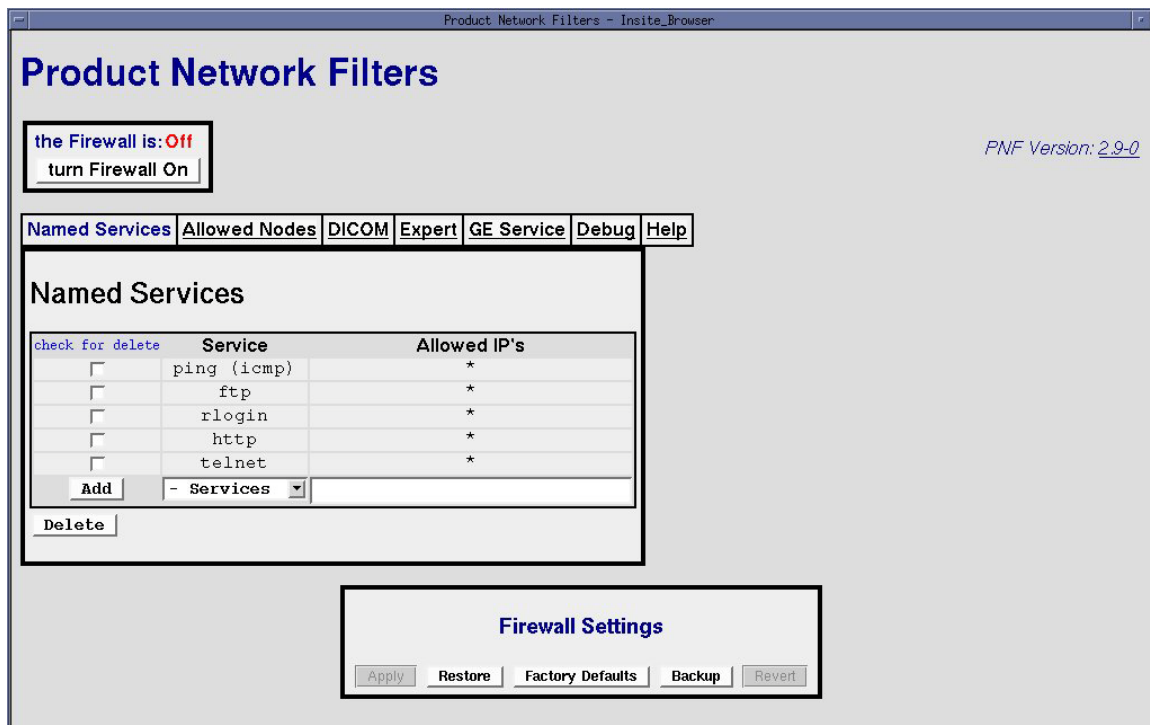 Product Network Filters - Insite_Browser
Product Network Filters
the Firewall is: Off
turn Firewall On
PNF Version: 2.9-0
Named Services Allowed Nodes DICOM Expert GE Service Debug Help
Named Services
check for delete Service Allowed IP's
ping (icmp) *
ftp *
rlogin *
http *
telnet *
Add - Services
Delete
Firewall Settings
Apply Restore Factory Defaults Backup Revert